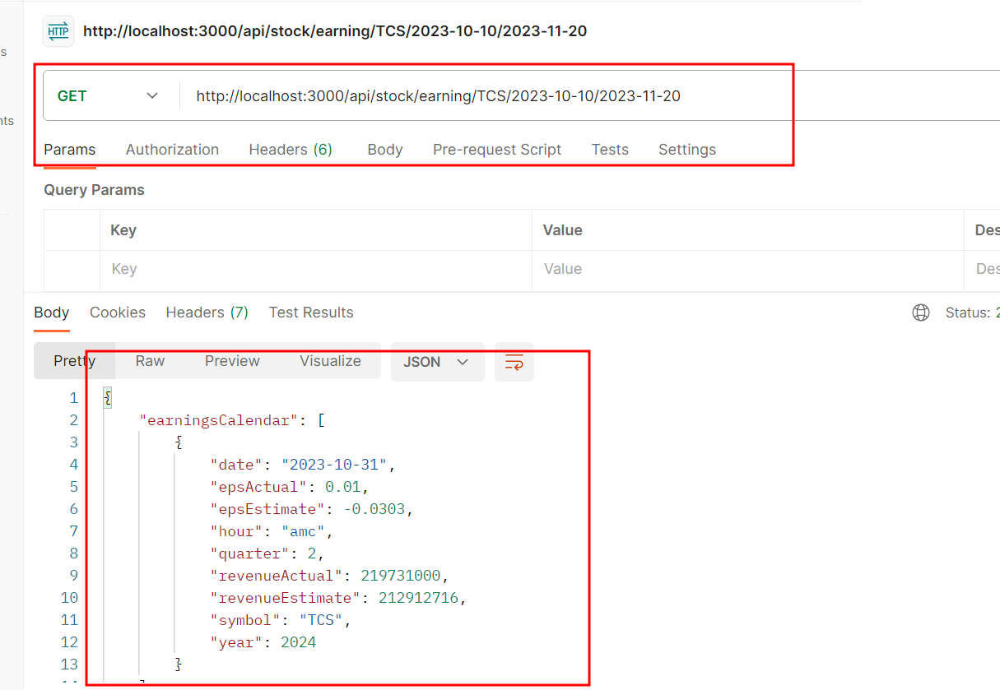 HTTP http://localhost:3000/api/stock/earning/TCS/2023-10-10/2023-11-20
GET http://localhost:3000/api/stock/earning/TCS/2023-10-10/2023-11-20
Params Authorization Headers (6) Body Pre-request Script Tests Settings
Query Params
Key Value Des
Key Value Des
Body Cookies Headers (7) Test Results Status: 2
Pretty Raw Preview Visualize JSON
1 {
2 "earningsCalendar": [
3 {
4 "date": "2023-10-31",
5 "epsActual": 0.01,
6 "epsEstimate": -0.0303,
7 "hour": "amc",
8 "quarter": 2,
9 "revenueActual": 219731000,
10 "revenueEstimate": 212912716,
11 "symbol": "TCS",
12 "year": 2024
13 }